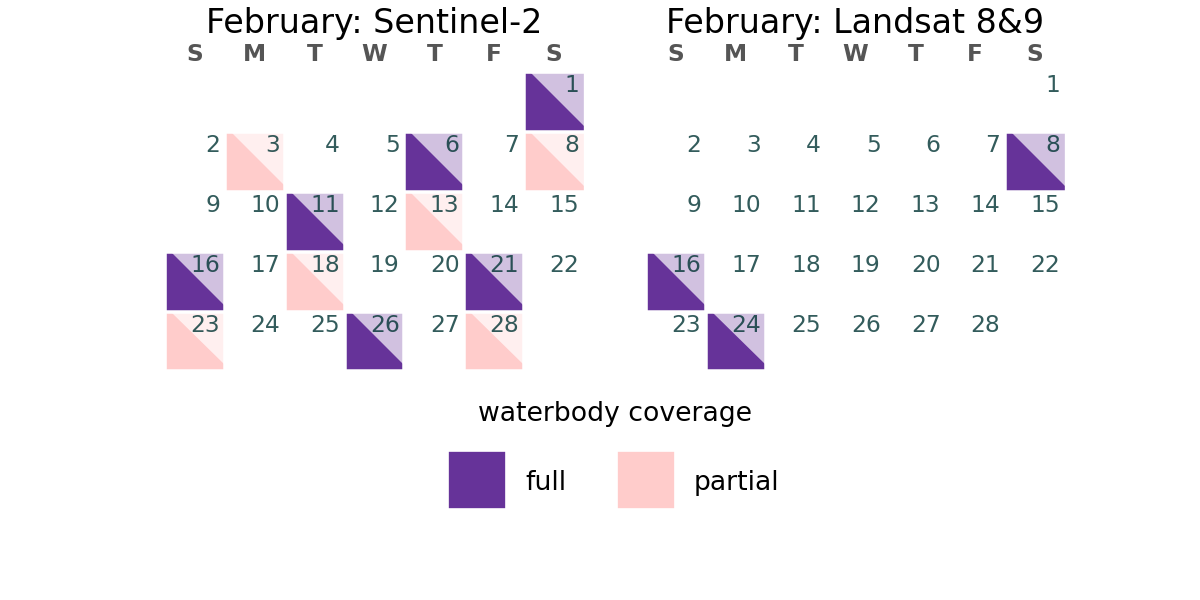 February: Sentinel-2
S M T W T F S
1
2 3 4 5 6 7 8
9 10 11 12 13 14 15
16 17 18 19 20 21 22
23 24 25 26 27 28
February: Landsat 8&9
S M T W T F S
1
2 3 4 5 6 7 8
9 10 11 12 13 14 15
16 17 18 19 20 21 22
23 24 25 26 27 28
waterbody coverage
full
partial